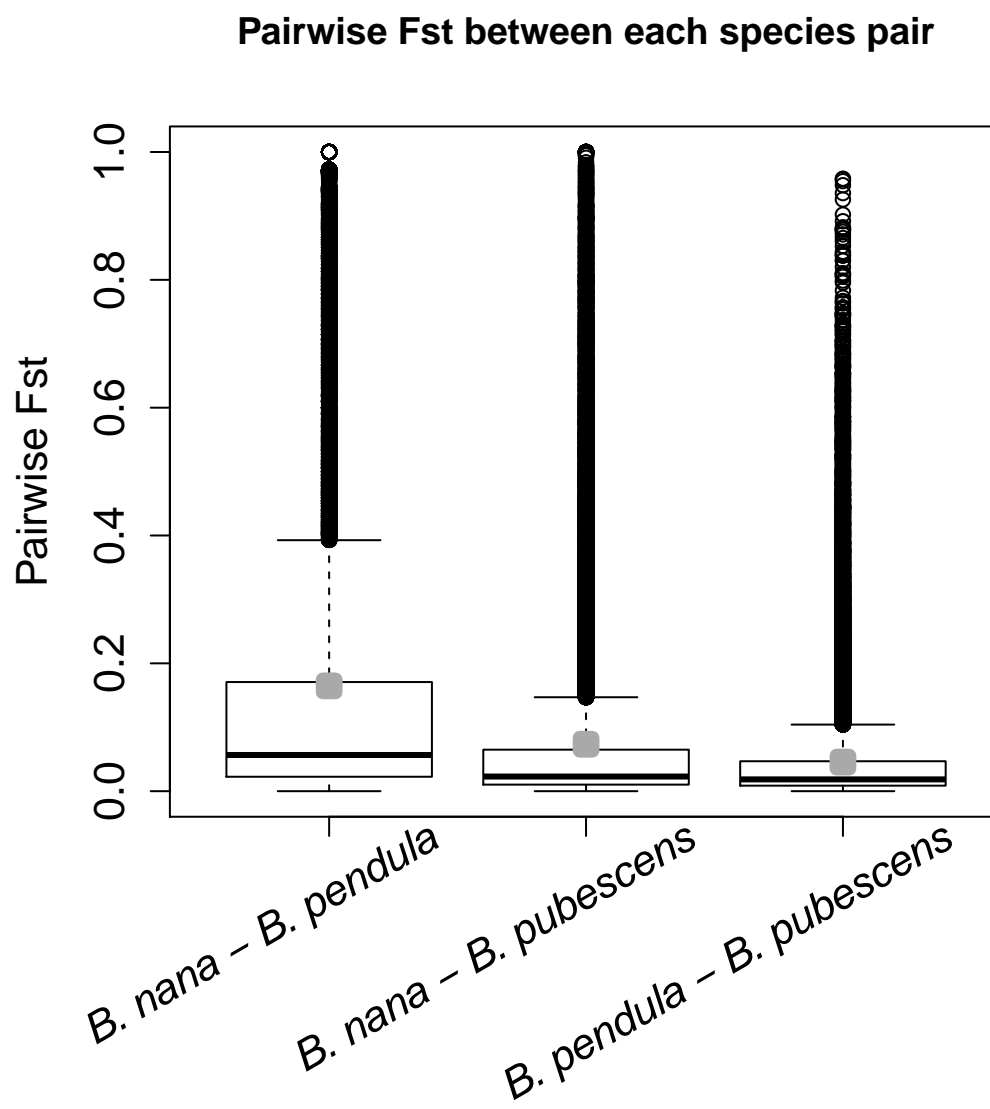 Pairwise Fst between each species pair
Pairwise Fst
1.0
0.8
0.6
0.4
0.2
0.0
B. nana – B. pendula
B. nana – B. pubescens
B. pendula – B. pubescens